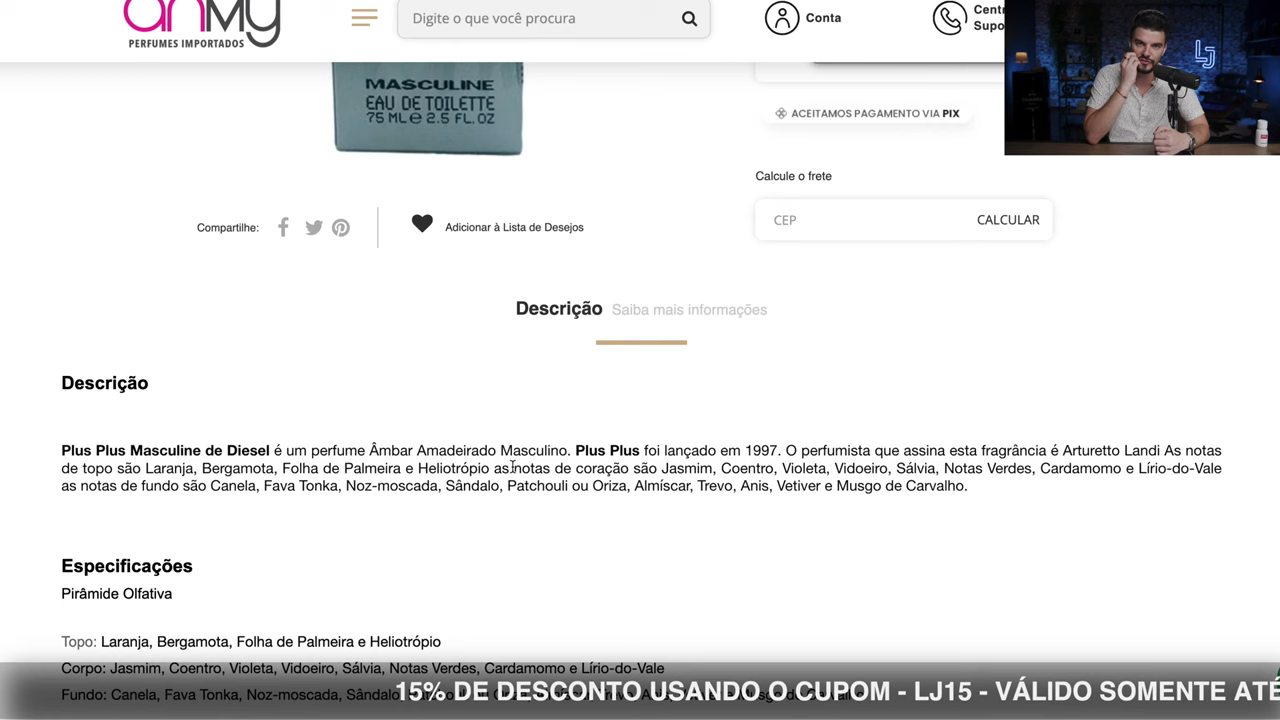 anMY
PERFUMES IMPORTADOS
Digite o que você procura
Conta
Centr
Supo
LJ
MASCULINE
EAU DE TOILETTE
75 ML e 2.5 FL. OZ
ACEITAMOS PAGAMENTO VIA PIX
Calcule o frete
CEP
CALCULAR
Compartilhe:
Adicionar à Lista de Desejos
Descrição Saiba mais informações
Descrição
Plus Plus Masculine de Diesel é um perfume Âmbar Amadeirado Masculino. Plus Plus foi lançado em 1997. O perfumista que assina esta fragrância é Arturetto Landi As notas
de topo são Laranja, Bergamota, Folha de Palmeira e Heliotrópio as notas de coração são Jasmim, Coentro, Violeta, Vidoeiro, Sálvia, Notas Verdes, Cardamomo e Lírio-do-Vale
as notas de fundo são Canela, Fava Tonka, Noz-moscada, Sândalo, Patchouli ou Oriza, Almíscar, Trevo, Anis, Vetiver e Musgo de Carvalho.
Especificações
Pirâmide Olfativa
Topo: Laranja, Bergamota, Folha de Palmeira e Heliotrópio
Corpo: Jasmim, Coentro, Violeta, Vidoeiro, Sálvia, Notas Verdes, Cardamomo e Lírio-do-Vale
Fundo: Canela, Fava Tonka, Noz-moscada, Sândalo
15% DE DESCONTO USANDO O CUPOM - LJ15 - VÁLIDO SOMENTE ATÉ